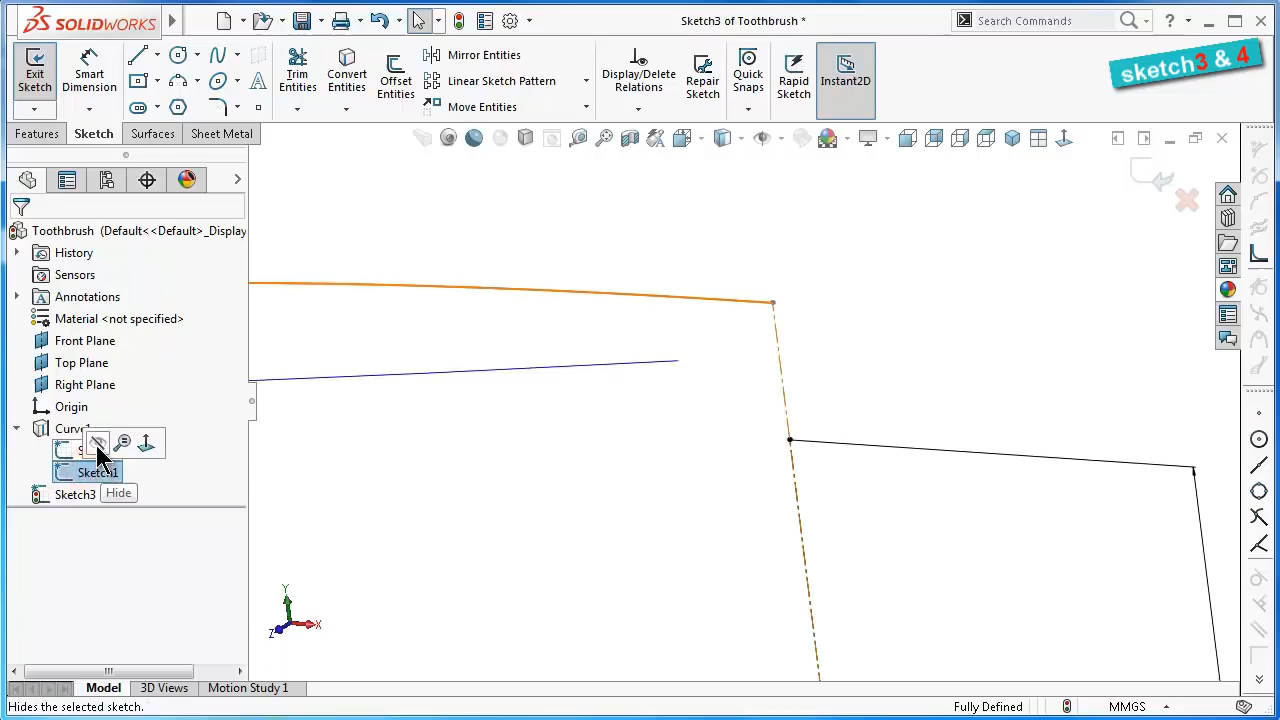 SOLIDWORKS
Sketch3 of Toothbrush *
Search Commands
?
Exit Sketch
Smart Dimension
Trim Entities
Convert Entities
Offset Entities
Mirror Entities
Linear Sketch Pattern
Move Entities
Display/Delete Relations
Repair Sketch
Quick Snaps
Rapid Sketch
Instant2D
sketch3 & 4
Features
Sketch
Surfaces
Sheet Metal
Toothbrush (Default<<Default>_Display
History
Sensors
Annotations
Material <not specified>
Front Plane
Top Plane
Right Plane
Origin
Sketch3
Hide
Y
X
Z
Model
3D Views
Motion Study 1
Hides the selected sketch.
Fully Defined
MMGS